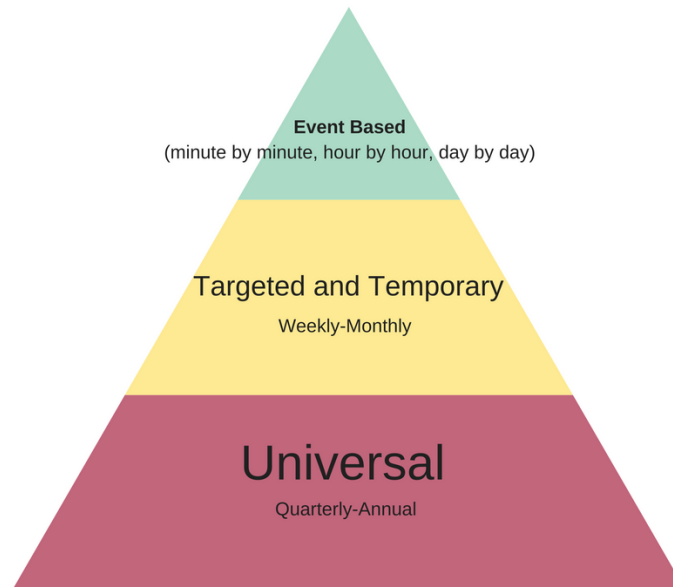 Event Based
(minute by minute, hour by hour, day by day)
Targeted and Temporary
Weekly-Monthly
Universal
Quarterly-Annual